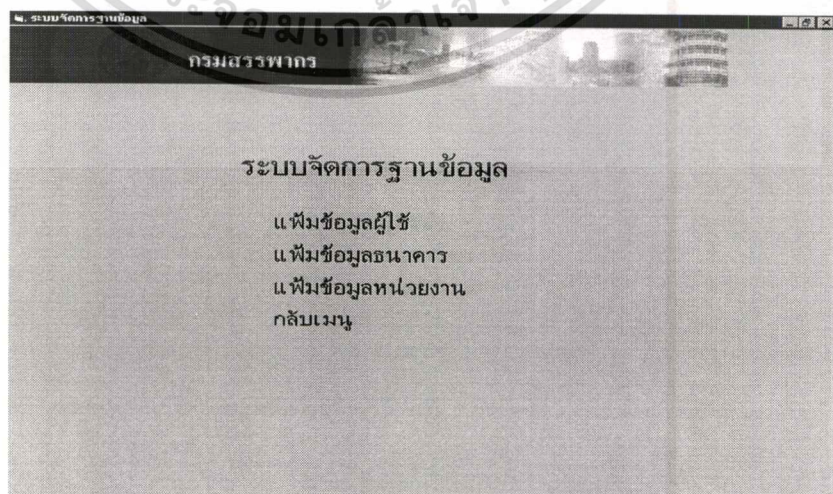 ระบบจัดการฐานข้อมูล
กรมสรรพากร
ระบบจัดการฐานข้อมูล
แฟ้มข้อมูลผู้ใช้
แฟ้มข้อมูลธนาคาร
แฟ้มข้อมูลหน่วยงาน
กลับเมนู